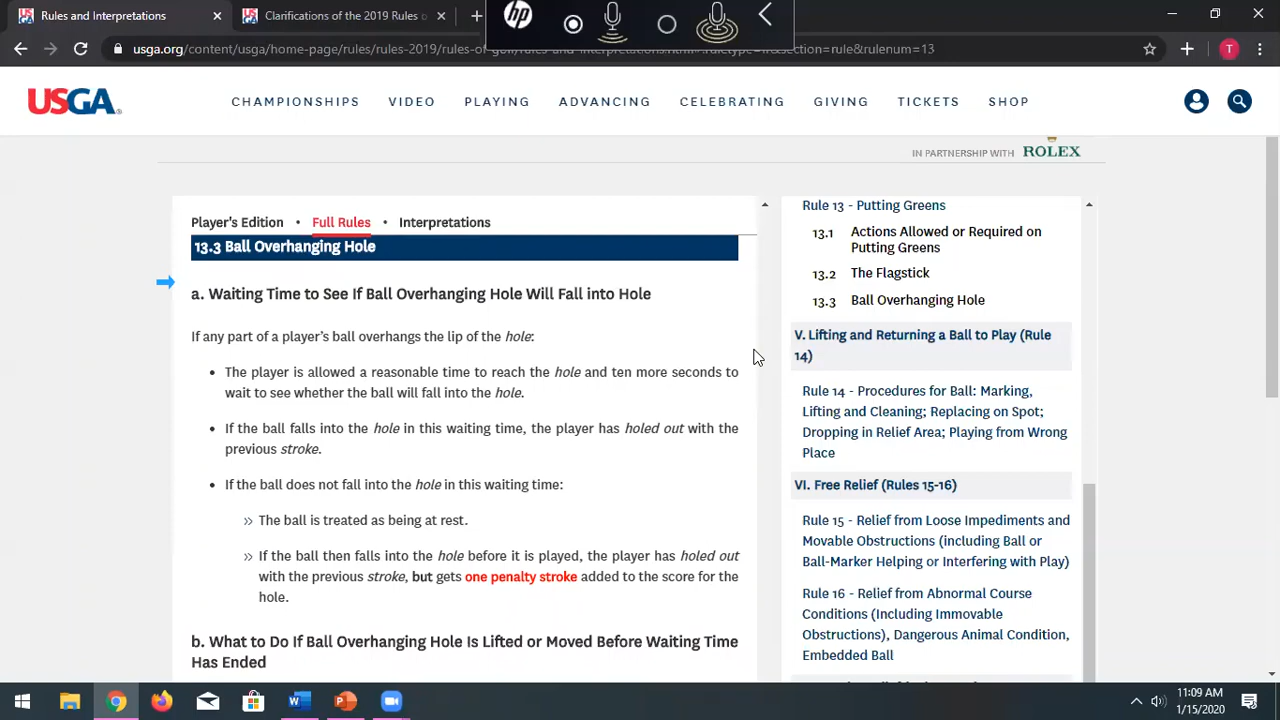 Rules and Interpretations
Clarifications of the 2019 Rules o
hp
usga.org/content/usga/home-page/rules/rules-2019/rules-of-golf/rules-and-interpretations.html#!ruletype=fr&section=rule&rulenum=13
T
USGA
CHAMPIONSHIPS VIDEO PLAYING ADVANCING CELEBRATING GIVING TICKETS SHOP
IN PARTNERSHIP WITH ROLEX
Player's Edition • Full Rules • Interpretations
13.3 Ball Overhanging Hole
a. Waiting Time to See If Ball Overhanging Hole Will Fall into Hole
If any part of a player's ball overhangs the lip of the hole:
• The player is allowed a reasonable time to reach the hole and ten more seconds to
wait to see whether the ball will fall into the hole.
• If the ball falls into the hole in this waiting time, the player has holed out with the
previous stroke.
• If the ball does not fall into the hole in this waiting time:
» The ball is treated as being at rest.
» If the ball then falls into the hole before it is played, the player has holed out
with the previous stroke, but gets one penalty stroke added to the score for the
hole.
b. What to Do If Ball Overhanging Hole Is Lifted or Moved Before Waiting Time
Has Ended
Rule 13 - Putting Greens
13.1 Actions Allowed or Required on
Putting Greens
13.2 The Flagstick
13.3 Ball Overhanging Hole
V. Lifting and Returning a Ball to Play (Rule
14)
Rule 14 - Procedures for Ball: Marking,
Lifting and Cleaning; Replacing on Spot;
Dropping in Relief Area; Playing from Wrong
Place
VI. Free Relief (Rules 15-16)
Rule 15 - Relief from Loose Impediments and
Movable Obstructions (including Ball or
Ball-Marker Helping or Interfering with Play)
Rule 16 - Relief from Abnormal Course
Conditions (Including Immovable
Obstructions), Dangerous Animal Condition,
Embedded Ball
11:09 AM
1/15/2020